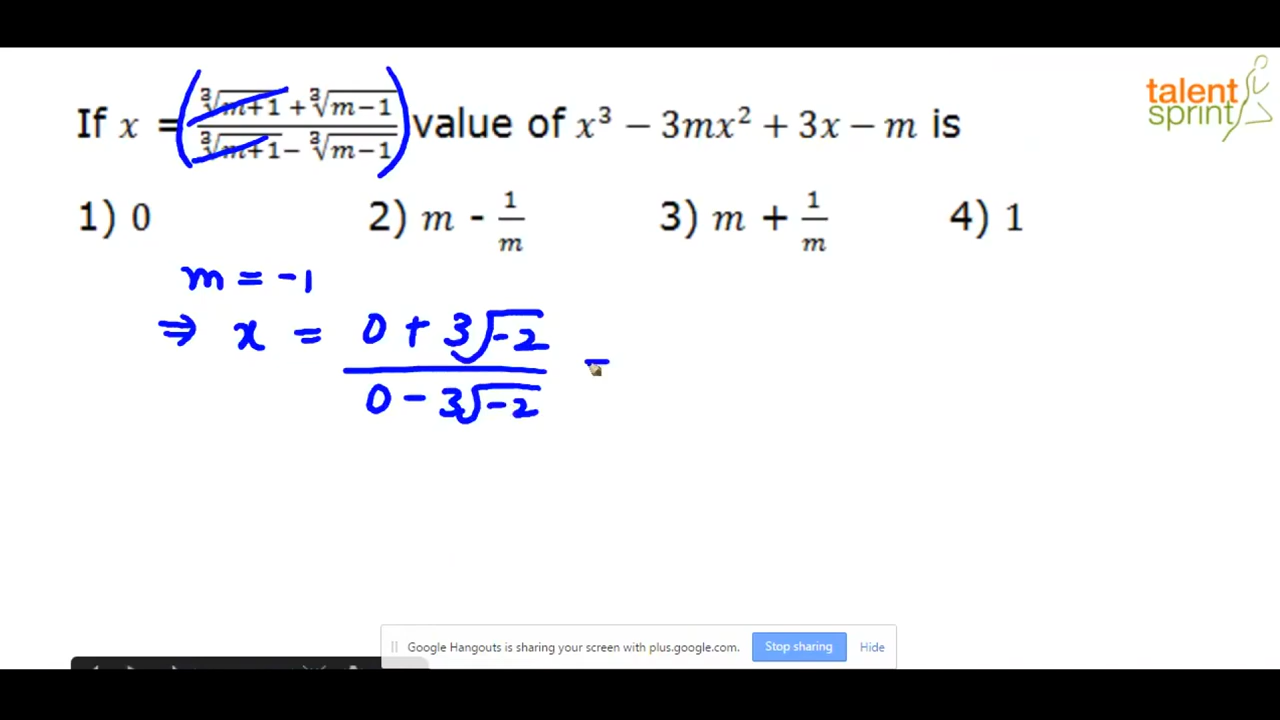 talent
sprint
If x = (∛(m+1) + ∛(m−1))/(∛(m+1) − ∛(m−1)) value of x³ − 3mx² + 3x − m is
1) 0 2) m - 1/m 3) m + 1/m 4) 1
m = -1
⇒ x = (0 + 3√-2)/(0 - 3√-2) =
Google Hangouts is sharing your screen with plus.google.com. Stop sharing Hide